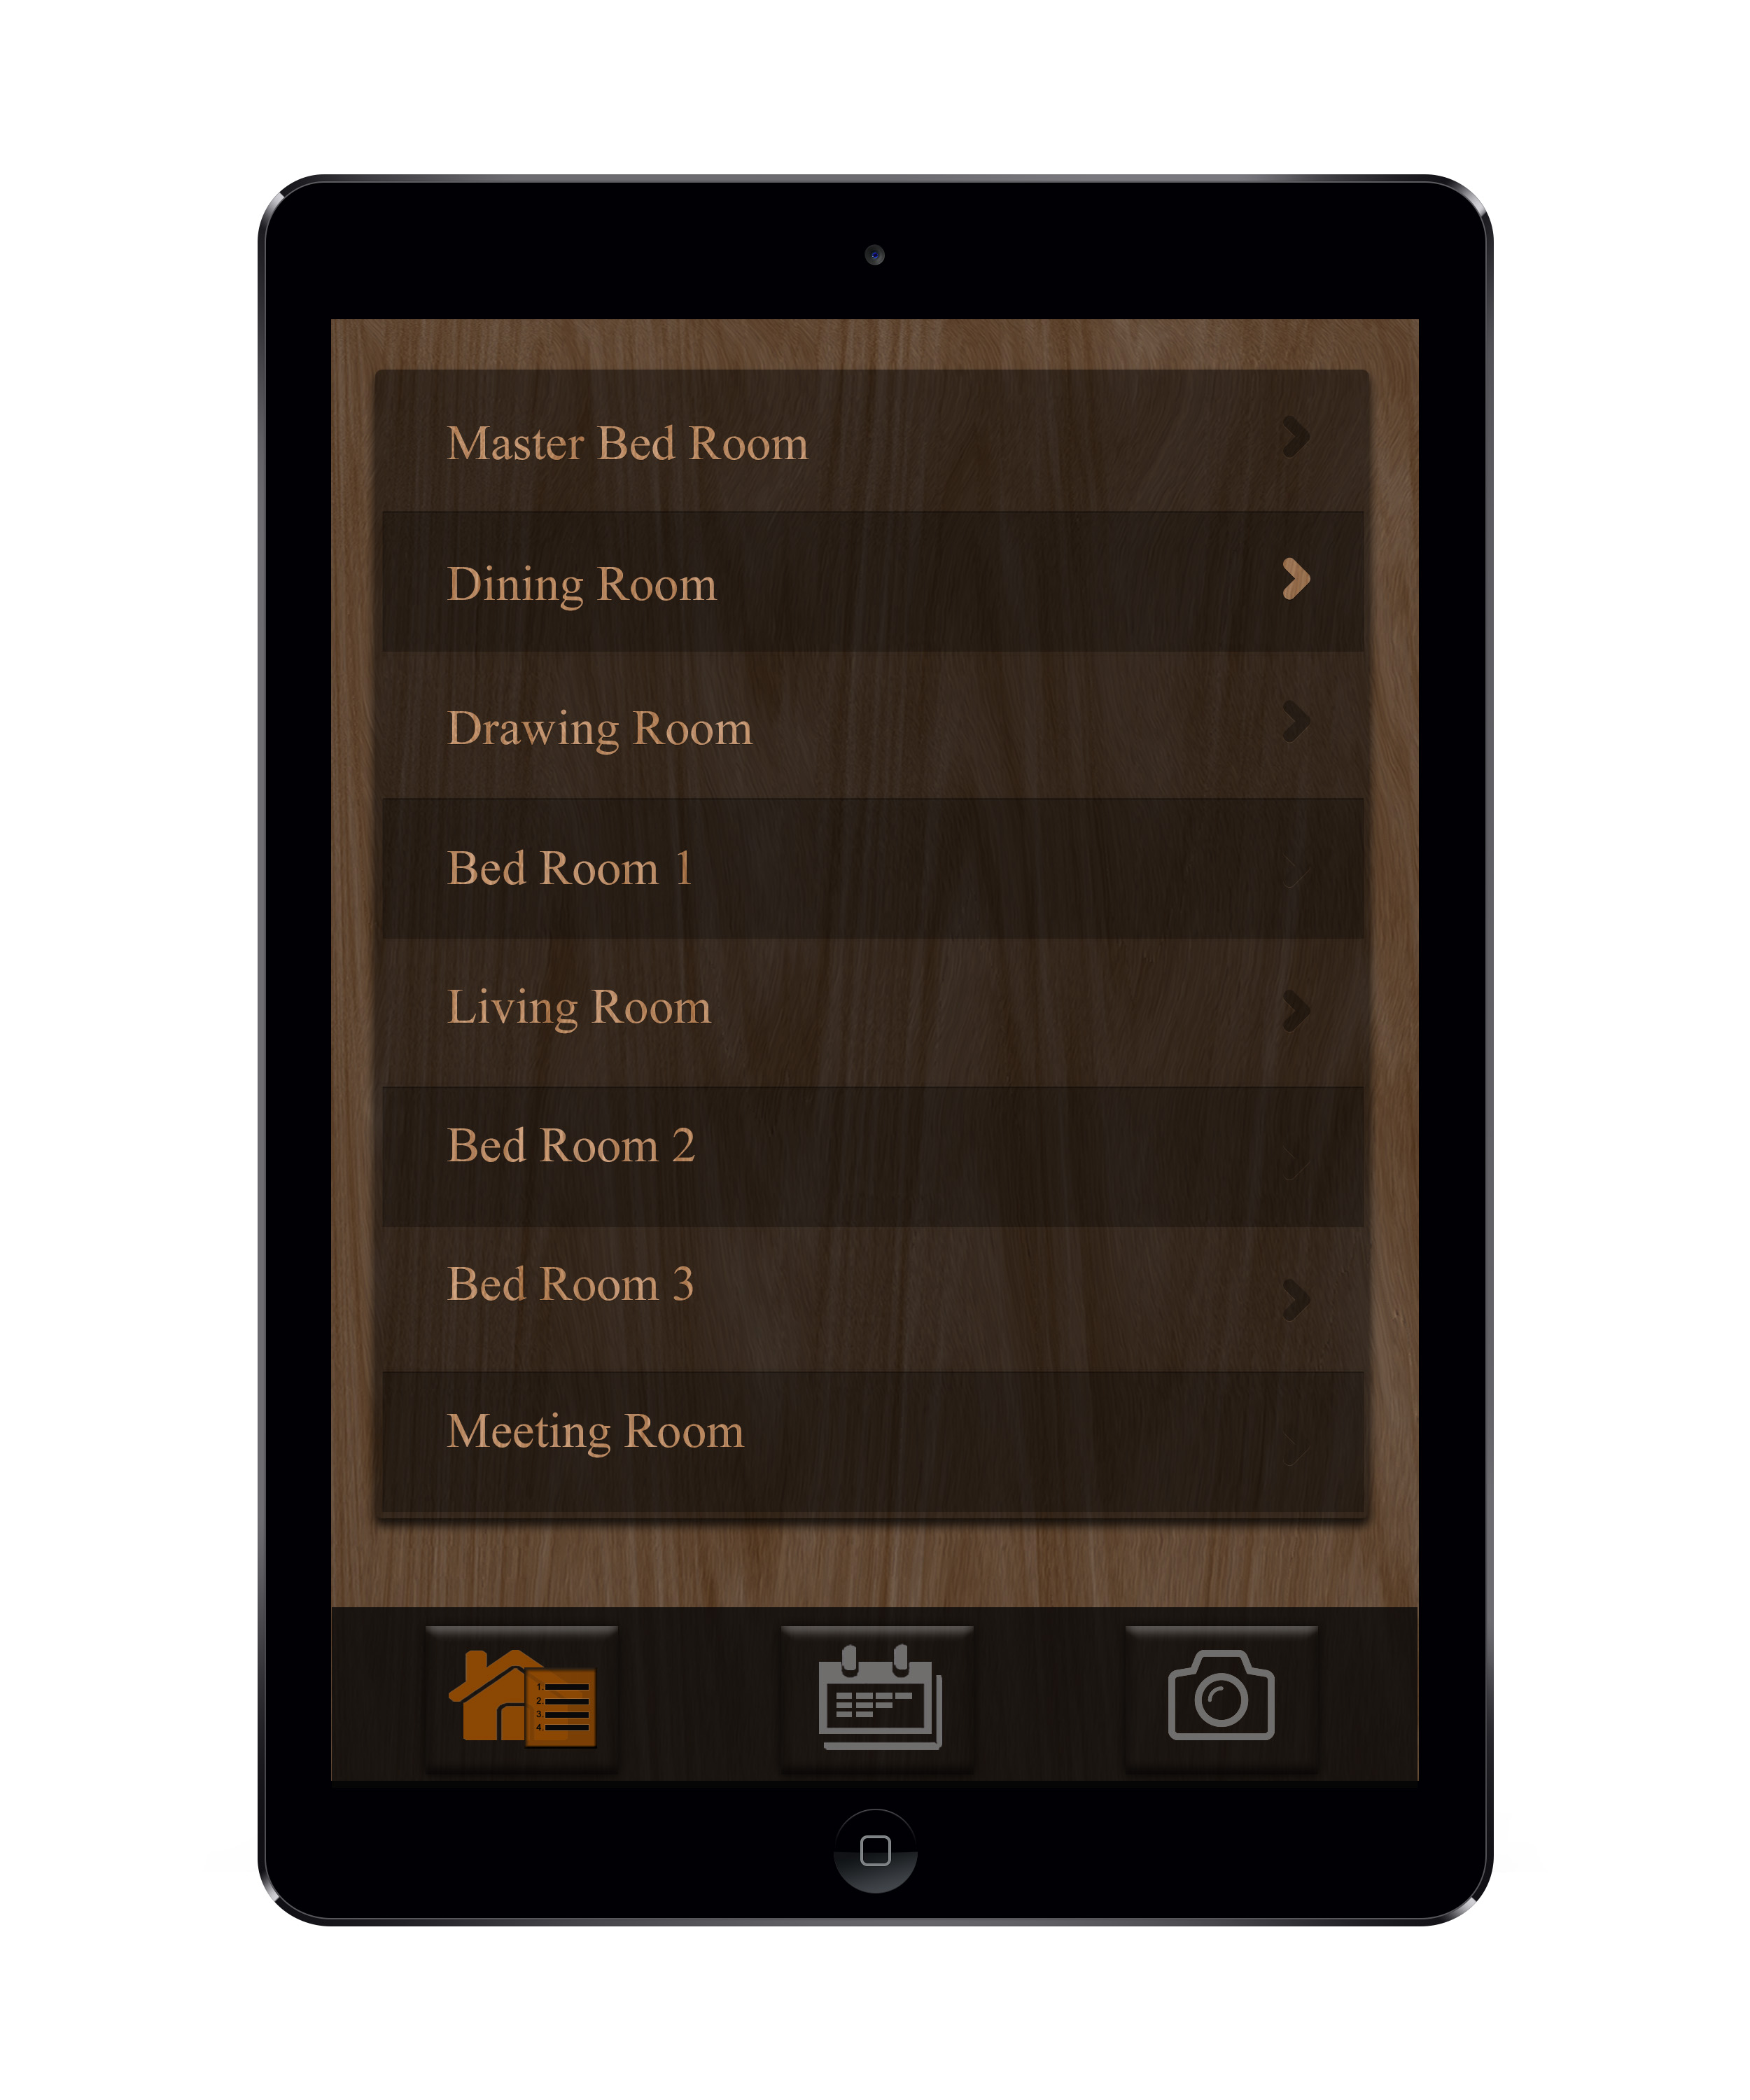 Master Bed Room
Dining Room
Drawing Room
Bed Room 1
Living Room
Bed Room 2
Bed Room 3
Meeting Room
1.
2.
3.
4.